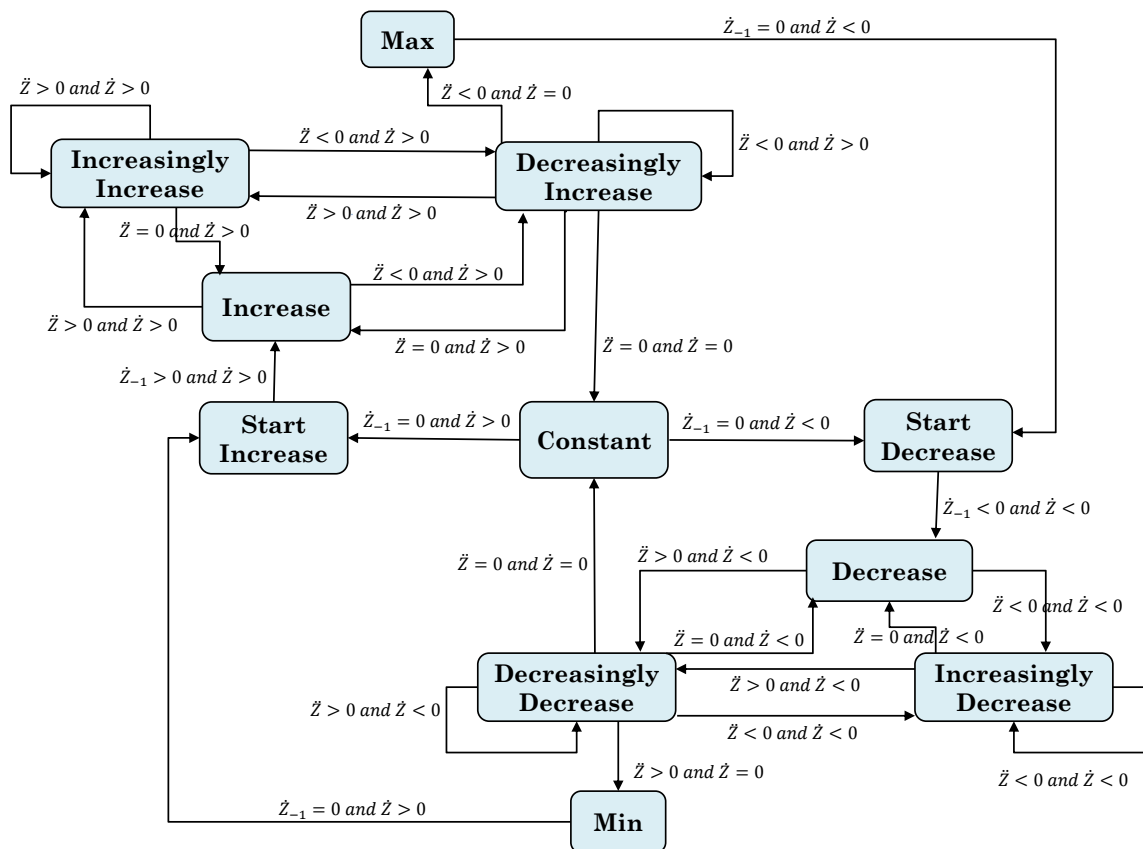 Ż₋₁ = 0 and Ż < 0
Max
Z̈ > 0 and Ż > 0
Z̈ < 0 and Ż = 0
Z̈ < 0 and Ż > 0
Z̈ < 0 and Ż > 0
Increasingly
Increase
Decreasingly
Increase
Z̈ > 0 and Ż > 0
Z̈ = 0 and Ż > 0
Z̈ < 0 and Ż > 0
Increase
Z̈ > 0 and Ż > 0
Z̈ = 0 and Ż > 0
Z̈ = 0 and Ż = 0
Ż₋₁ > 0 and Ż > 0
Start
Increase
Ż₋₁ = 0 and Ż > 0
Constant
Ż₋₁ = 0 and Ż < 0
Start
Decrease
Ż₋₁ < 0 and Ż < 0
Z̈ = 0 and Ż = 0
Z̈ > 0 and Ż < 0
Decrease
Z̈ < 0 and Ż < 0
Z̈ = 0 and Ż < 0
Z̈ = 0 and Ż < 0
Decreasingly
Decrease
Z̈ > 0 and Ż < 0
Increasingly
Decrease
Z̈ > 0 and Ż < 0
Z̈ < 0 and Ż < 0
Z̈ > 0 and Ż = 0
Z̈ < 0 and Ż < 0
Ż₋₁ = 0 and Ż > 0
Min